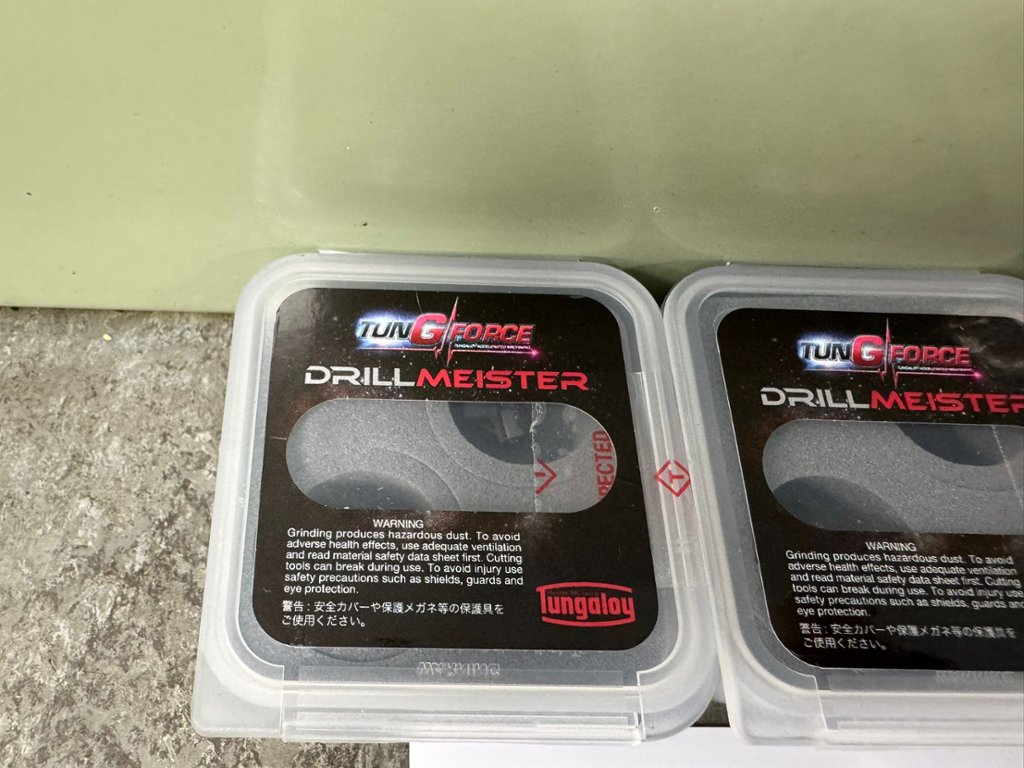 TUNGFORCE
TUNGALOY ACCELERATED MACHINING
DRILLMEISTER
PECTED
WARNING
Grinding produces hazardous dust. To avoid
adverse health effects, use adequate ventilation
and read material safety data sheet first. Cutting
tools can break during use. To avoid injury use
safety precautions such as shields, guards and
eye protection.
警告：安全カバーや保護メガネ等の保護具を
ご使用ください。
Tungaloy
TUNGFORCE
TUNGALOY ACCELERATED MACHINING
DRILLMEISTER
WARNING
Grinding produces hazardous dust. To avoid
adverse health effects, use adequate ventilation
and read material safety data sheet first. Cutting
tools can break during use. To avoid injury use
safety precautions such as shields, guards and
eye protection.
警告：安全カバーや保護メガネ等の保護具を
ご使用ください。